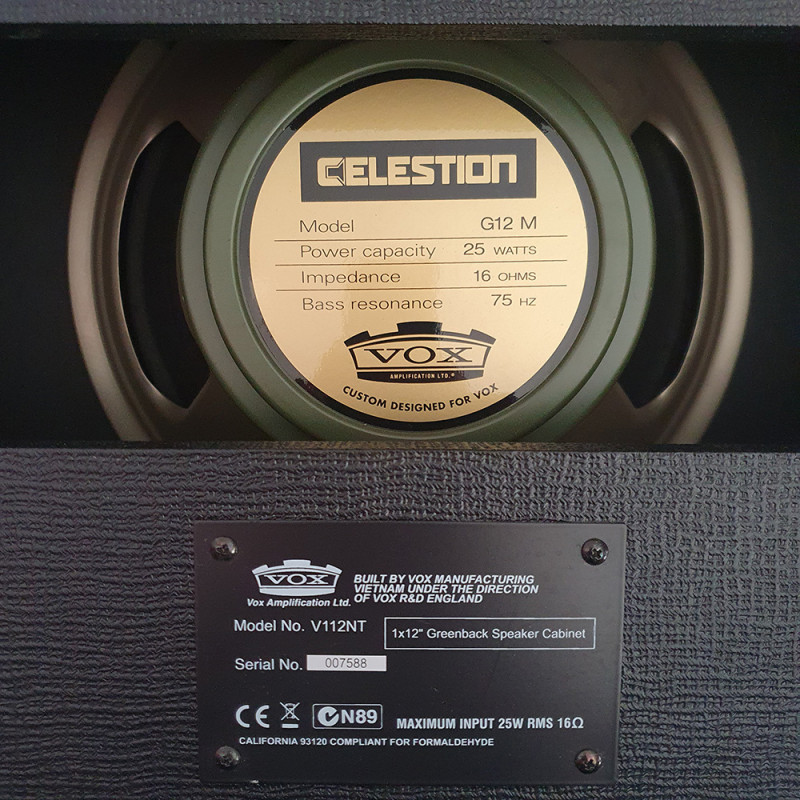 CELESTION
Model G12 M
Power capacity 25 WATTS
Impedance 16 OHMS
Bass resonance 75 HZ
VOX
AMPLIFICATION LTD.
CUSTOM DESIGNED FOR VOX
VOX
Vox Amplification Ltd.
BUILT BY VOX MANUFACTURING
VIETNAM UNDER THE DIRECTION
OF VOX R&D ENGLAND
Model No. V112NT
1x12" Greenback Speaker Cabinet
Serial No. 007588
CE N89 MAXIMUM INPUT 25W RMS 16Ω
CALIFORNIA 93120 COMPLIANT FOR FORMALDEHYDE